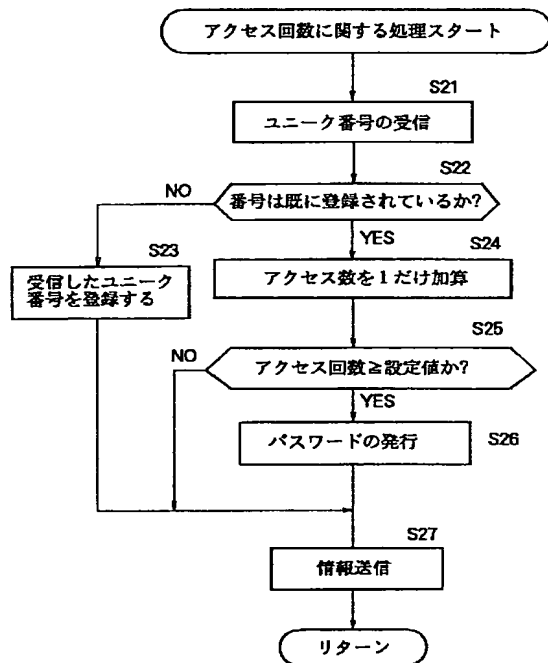 アクセス回数に関する処理スタート
S21
ユニーク番号の受信
S22
NO
番号は既に登録されているか?
YES
S23
S24
受信したユニーク
番号を登録する
アクセス数を1だけ加算
S25
NO
アクセス回数≧設定値か?
YES
パスワードの発行
S26
S27
情報送信
リターン